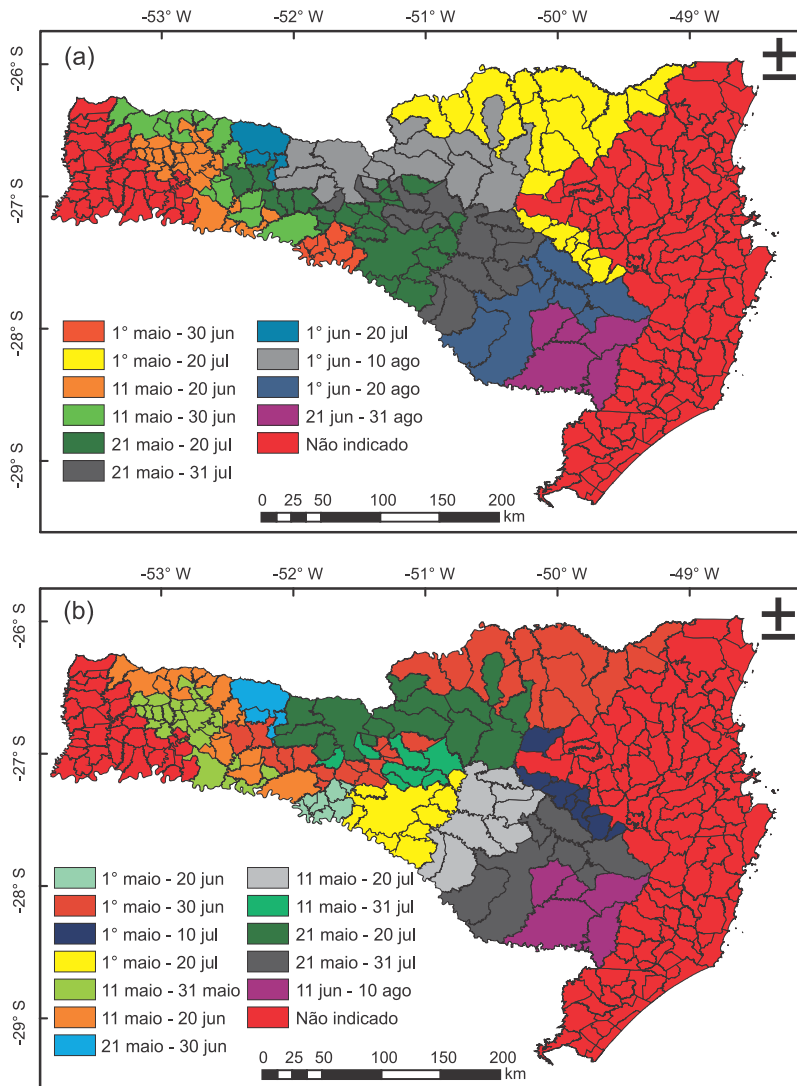 -53° W -52° W -51° W -50° W -49° W
(a)
-26° S
-27° S
-28° S
-29° S
1° maio - 30 jun
1° maio - 20 jul
11 maio - 20 jun
11 maio - 30 jun
21 maio - 20 jul
21 maio - 31 jul
1° jun - 20 jul
1° jun - 10 ago
1° jun - 20 ago
21 jun - 31 ago
Não indicado
0 25 50 100 150 200
km
-53° W -52° W -51° W -50° W -49° W
(b)
-26° S
-27° S
-28° S
-29° S
1° maio - 20 jun
1° maio - 30 jun
1° maio - 10 jul
1° maio - 20 jul
11 maio - 31 maio
11 maio - 20 jun
21 maio - 30 jun
11 maio - 20 jul
11 maio - 31 jul
21 maio - 20 jul
21 maio - 31 jul
11 jun - 10 ago
Não indicado
0 25 50 100 150 200
km